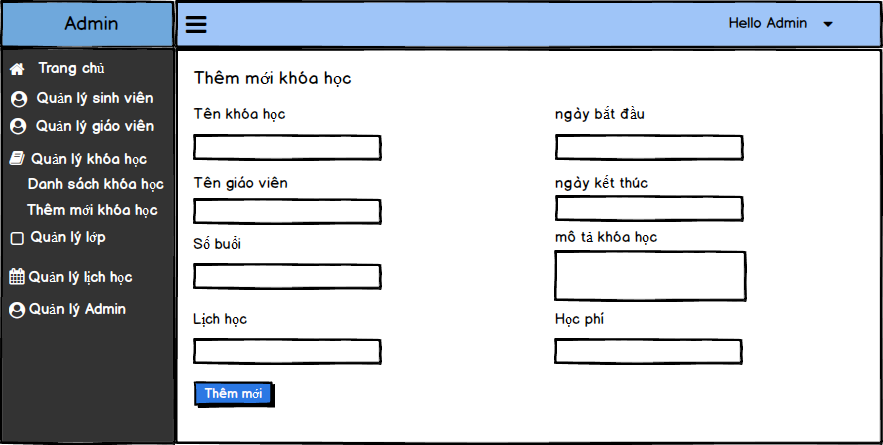 Admin
Hello Admin
Trang chủ
Quản lý sinh viên
Quản lý giáo viên
Quản lý khóa học
Danh sách khóa học
Thêm mới khóa học
Quản lý lớp
Quản lý lịch học
Quản lý Admin
Thêm mới khóa học
Tên khóa học
ngày bắt đầu
Tên giáo viên
ngày kết thúc
Số buổi
mô tả khóa học
Lịch học
Học phí
Thêm mới